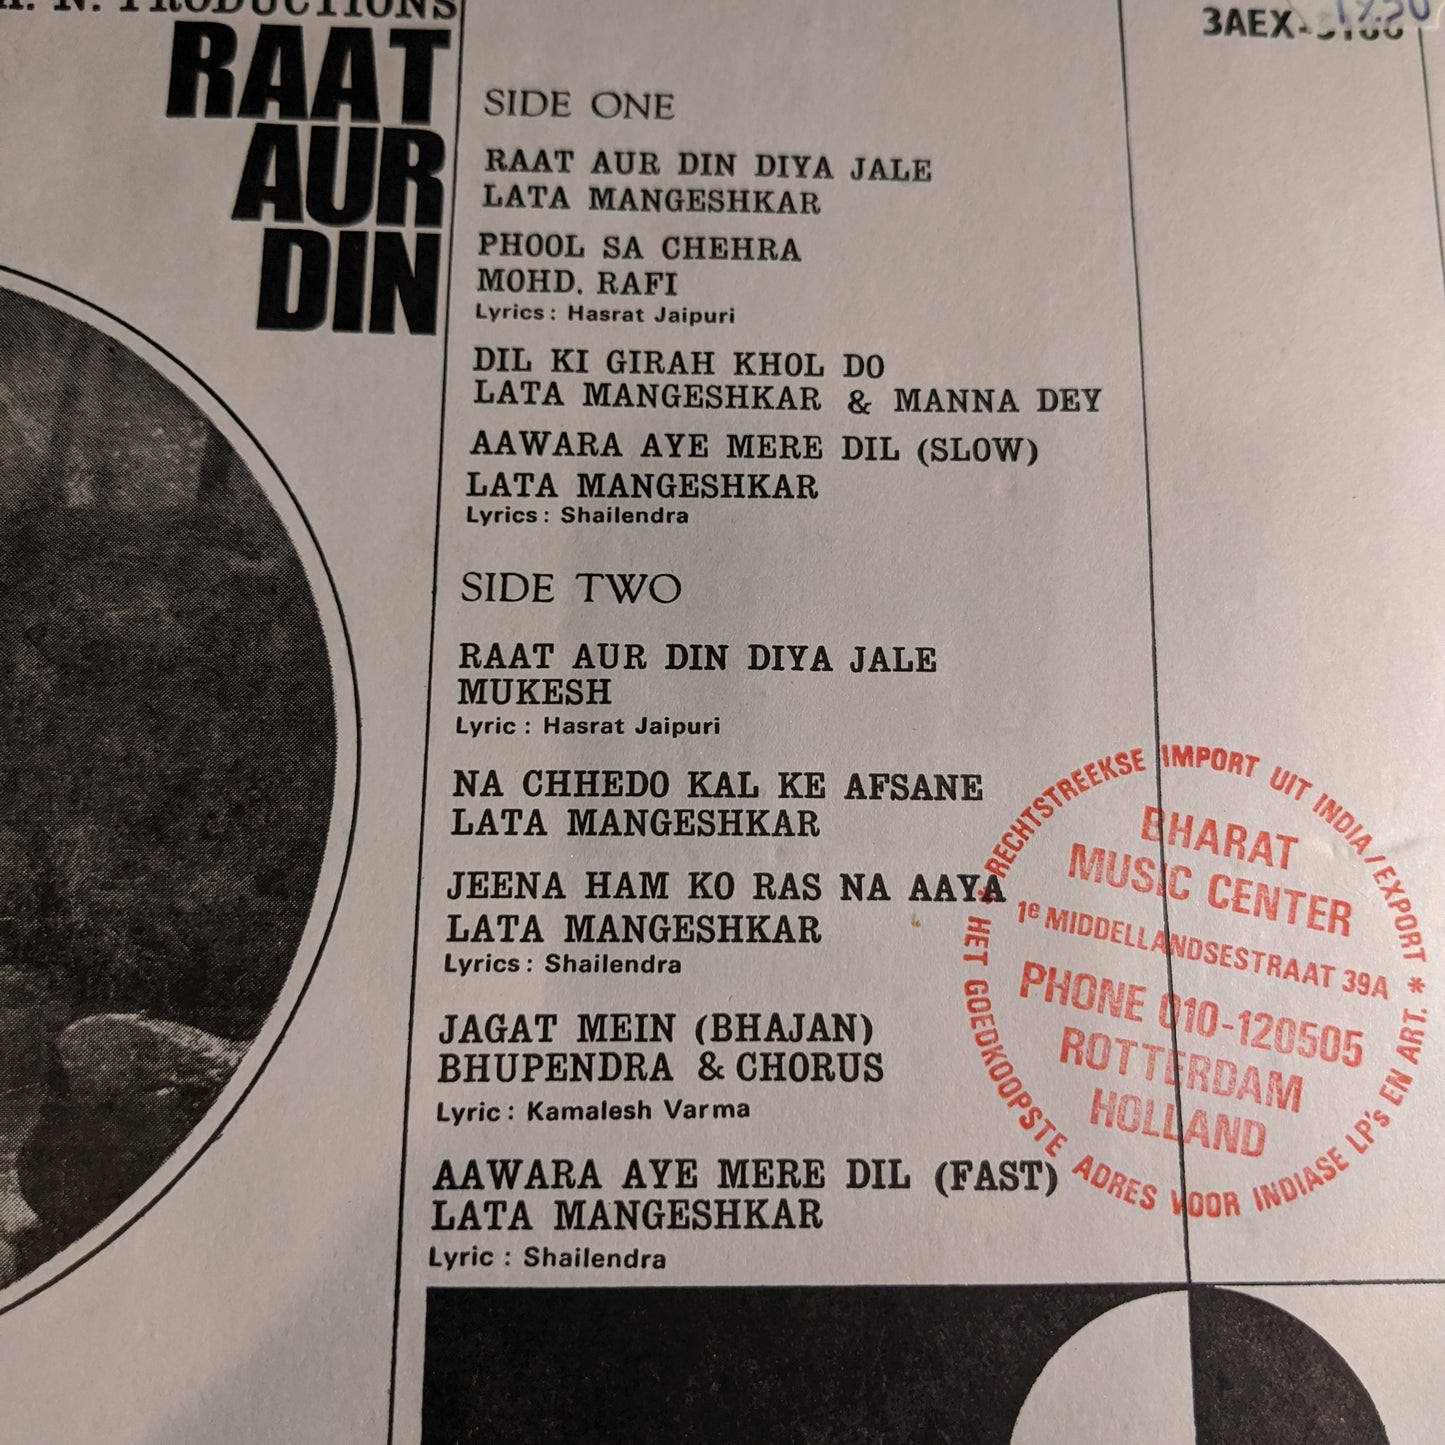 N. PRODUCTIONS
RAAT
AUR
DIN
SIDE ONE
RAAT AUR DIN DIYA JALE
LATA MANGESHKAR
PHOOL SA CHEHRA
MOHD. RAFI
Lyrics : Hasrat Jaipuri
DIL KI GIRAH KHOL DO
LATA MANGESHKAR & MANNA DEY
AAWARA AYE MERE DIL (SLOW)
LATA MANGESHKAR
Lyrics : Shailendra
SIDE TWO
RAAT AUR DIN DIYA JALE
MUKESH
Lyric : Hasrat Jaipuri
NA CHHEDO KAL KE AFSANE
LATA MANGESHKAR
JEENA HAM KO RAS NA AAYA
LATA MANGESHKAR
Lyrics : Shailendra
JAGAT MEIN (BHAJAN)
BHUPENDRA & CHORUS
Lyric : Kamalesh Varma
AAWARA AYE MERE DIL (FAST)
LATA MANGESHKAR
Lyric : Shailendra
RECHTSTREEKSE IMPORT UIT INDIA / EXPORT *
BHARAT
MUSIC CENTER
1e MIDDELLANDSESTRAAT 39A
PHONE 010-120505
ROTTERDAM
HOLLAND
* HET GOEDKOOPSTE ADRES VOOR INDIASE LP's EN ART.